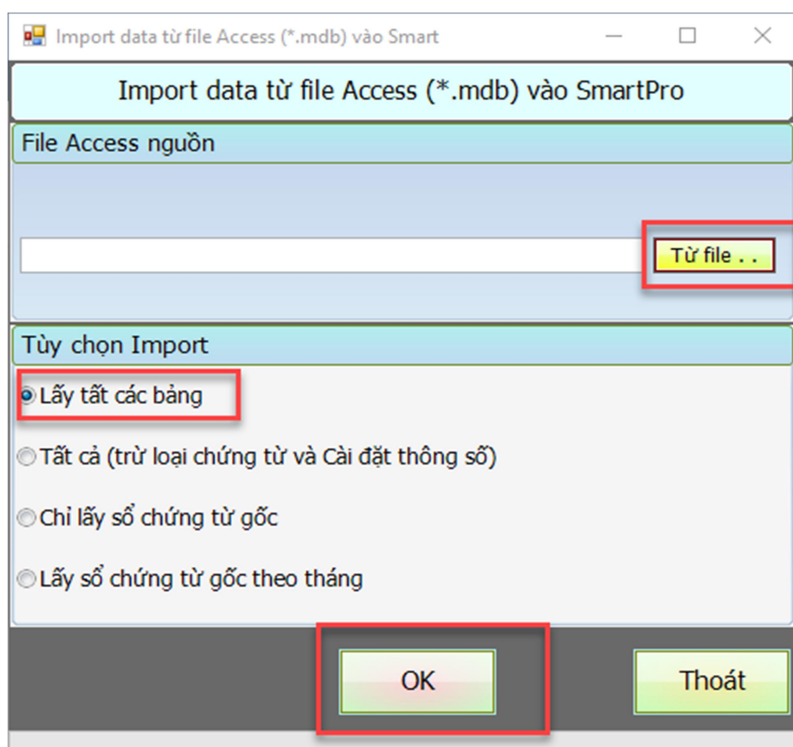 Import data từ file Access (*.mdb) vào Smart
Import data từ file Access (*.mdb) vào SmartPro
File Access nguồn
Từ file . .
Tùy chọn Import
Lấy tất các bảng
Tất cả (trừ loại chứng từ và Cài đặt thông số)
Chỉ lấy sổ chứng từ gốc
Lấy sổ chứng từ gốc theo tháng
OK
Thoát